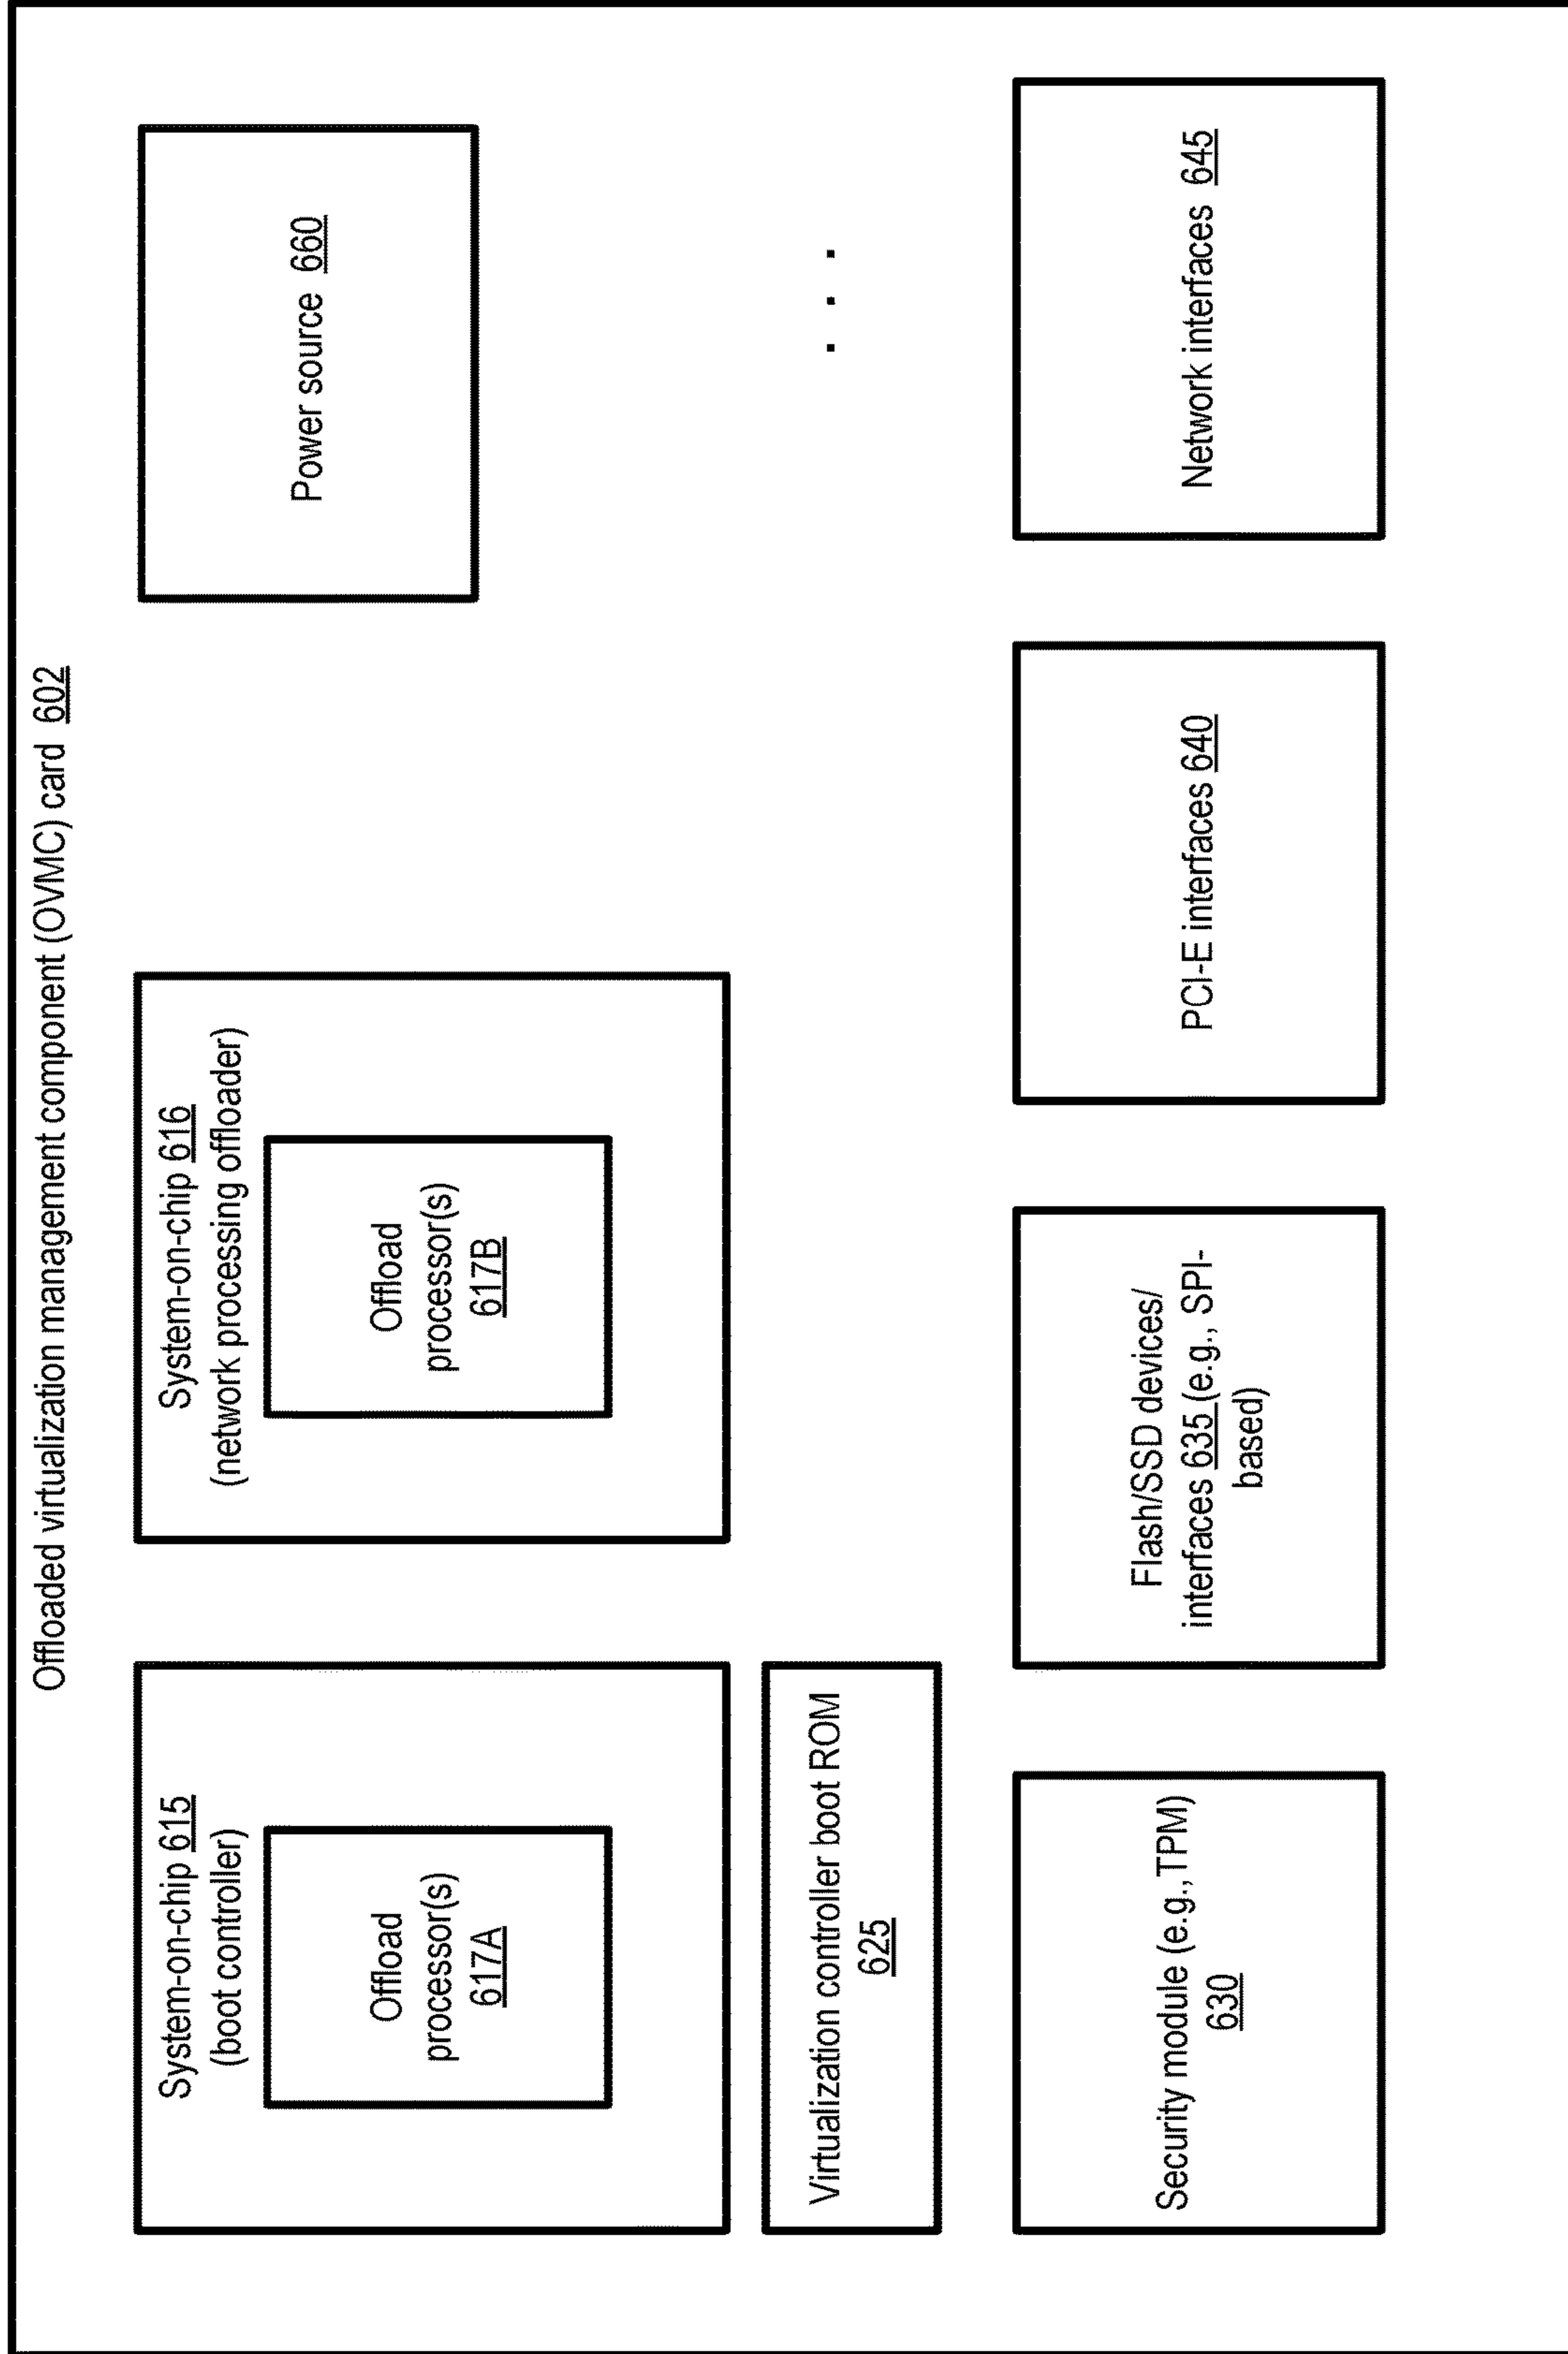 Offloaded virtualization management component (OVMC) card 602
System-on-chip 615
(boot controller)
Offload
processor(s)
617A
System-on-chip 616
(network processing offloader)
Offload
processor(s)
617B
Power source 660
Virtualization controller boot ROM
625
. . .
Security module (e.g.,TPM)
630
Flash/SSD devices/
interfaces 635 (e.g., SPI-
based)
PCI-E interfaces 640
Network interfaces 645